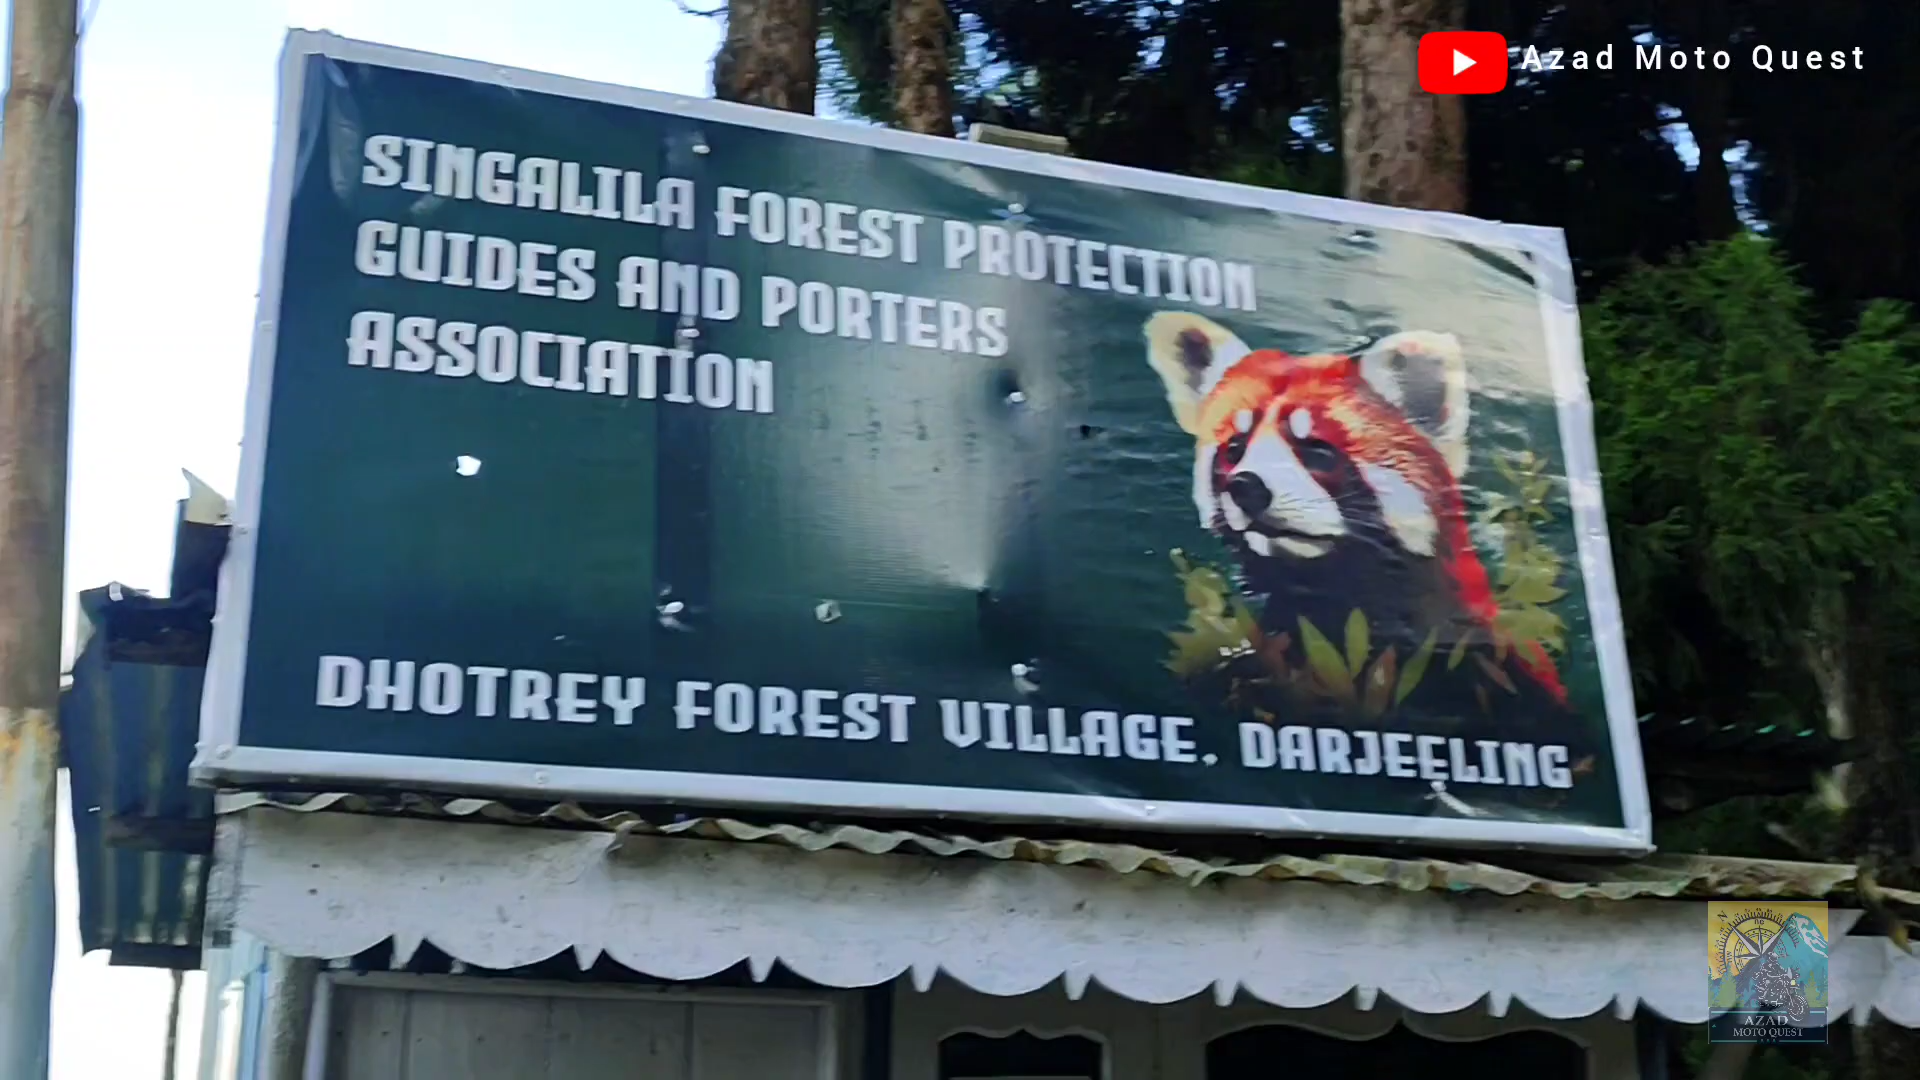 Azad Moto Quest
SINGALILA FOREST PROTECTION
GUIDES AND PORTERS
ASSOCIATION
DHOTREY FOREST VILLAGE, DARJEELING
AZAD
MOTO QUEST